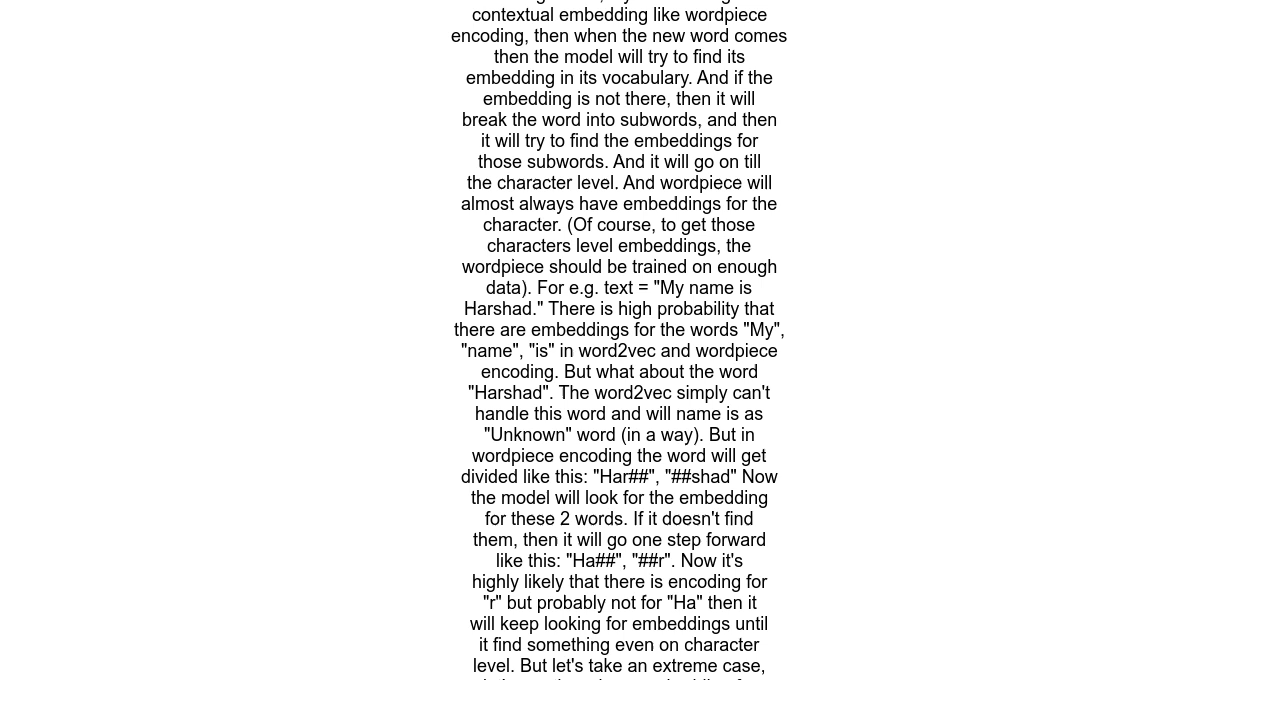 contextual embedding like wordpiece
encoding, then when the new word comes
then the model will try to find its
embedding in its vocabulary. And if the
embedding is not there, then it will
break the word into subwords, and then
it will try to find the embeddings for
those subwords. And it will go on till
the character level. And wordpiece will
almost always have embeddings for the
character. (Of course, to get those
characters level embeddings, the
wordpiece should be trained on enough
data). For e.g. text = "My name is
Harshad." There is high probability that
there are embeddings for the words "My",
"name", "is" in word2vec and wordpiece
encoding. But what about the word
"Harshad". The word2vec simply can't
handle this word and will name is as
"Unknown" word (in a way). But in
wordpiece encoding the word will get
divided like this: "Har##", "##shad" Now
the model will look for the embedding
for these 2 words. If it doesn't find
them, then it will go one step forward
like this: "Ha##", "##r". Now it's
highly likely that there is encoding for
"r" but probably not for "Ha" then it
will keep looking for embeddings until
it find something even on character
level. But let's take an extreme case,